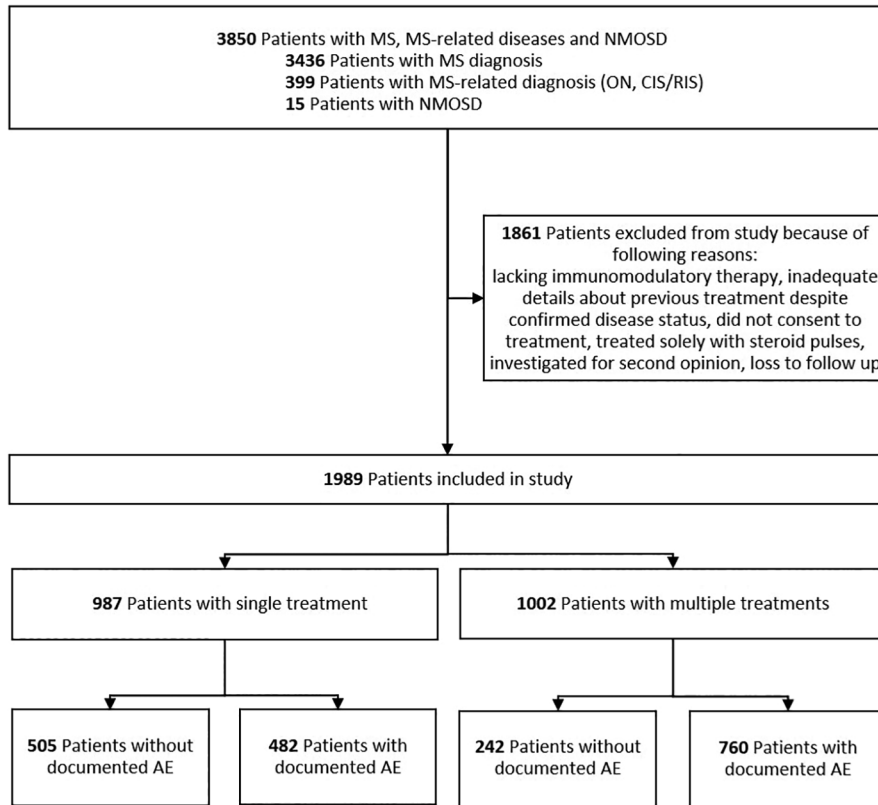 3850 Patients with MS, MS-related diseases and NMOSD
3436 Patients with MS diagnosis
399 Patients with MS-related diagnosis (ON, CIS/RIS)
15 Patients with NMOSD
1861 Patients excluded from study because of
following reasons:
lacking immunomodulatory therapy, inadequate
details about previous treatment despite
confirmed disease status, did not consent to
treatment, treated solely with steroid pulses,
investigated for second opinion, loss to follow up
1989 Patients included in study
987 Patients with single treatment
1002 Patients with multiple treatments
505 Patients without
documented AE
482 Patients with
documented AE
242 Patients without
documented AE
760 Patients with
documented AE